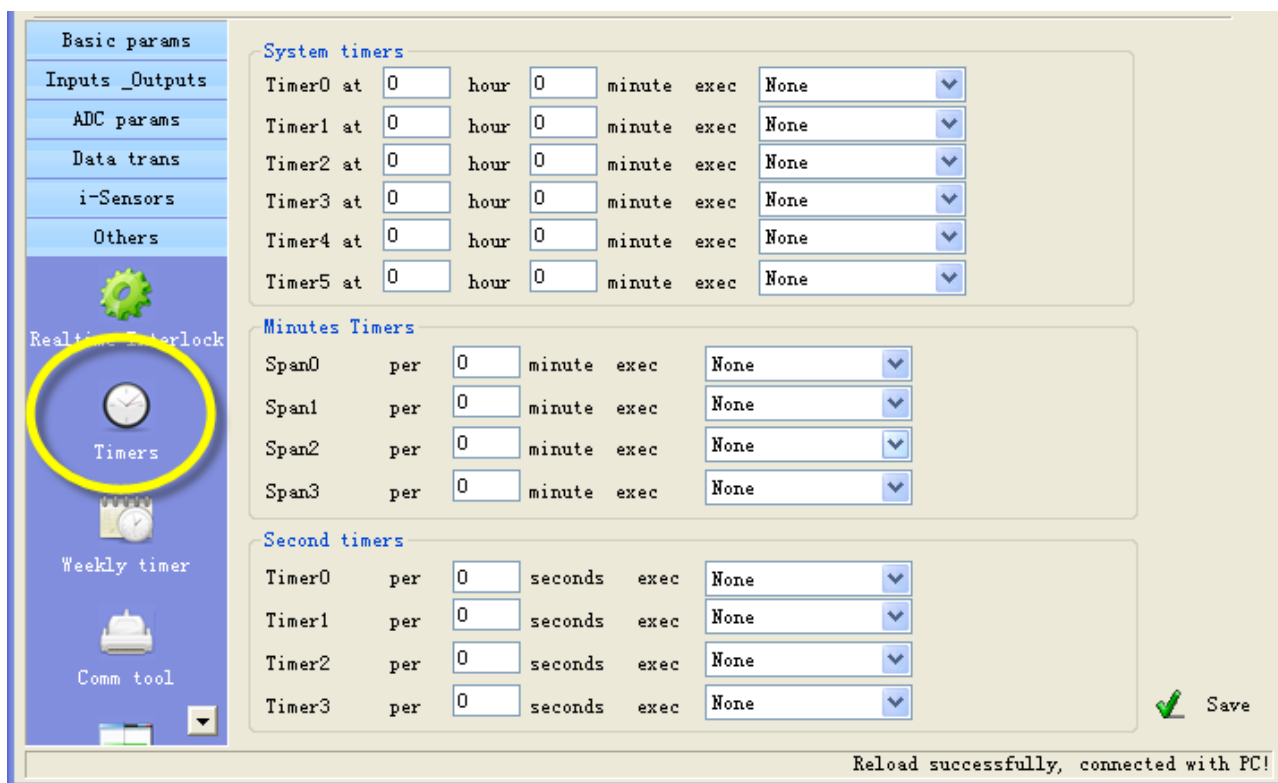 Basic params
Inputs _Outputs
ADC params
Data trans
i-Sensors
Others
Realtime Interlock
Timers
Weekly timer
Comm tool
System timers
Timer0 at 0 hour 0 minute exec None
Timer1 at 0 hour 0 minute exec None
Timer2 at 0 hour 0 minute exec None
Timer3 at 0 hour 0 minute exec None
Timer4 at 0 hour 0 minute exec None
Timer5 at 0 hour 0 minute exec None
Minutes Timers
Span0 per 0 minute exec None
Span1 per 0 minute exec None
Span2 per 0 minute exec None
Span3 per 0 minute exec None
Second timers
Timer0 per 0 seconds exec None
Timer1 per 0 seconds exec None
Timer2 per 0 seconds exec None
Timer3 per 0 seconds exec None
Save
Reload successfully, connected with PC!